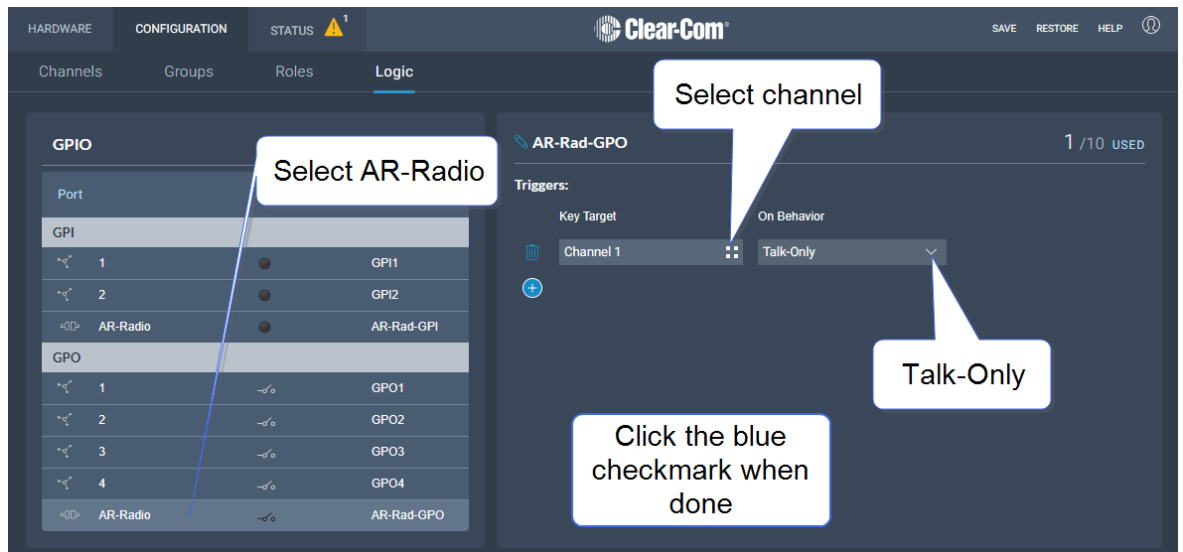 HARDWARE CONFIGURATION STATUS 1 Clear-Com® SAVE RESTORE HELP
Channels Groups Roles Logic
Select channel
GPIO
Select AR-Radio
AR-Rad-GPO 1 /10 USED
Port
Triggers:
Key Target On Behavior
GPI
Channel 1 Talk-Only
1 GPI1
2 GPI2
AR-Radio AR-Rad-GPI
GPO
1 GPO1
2 GPO2
3 GPO3
4 GPO4
AR-Radio AR-Rad-GPO
Talk-Only
Click the blue
checkmark when
done